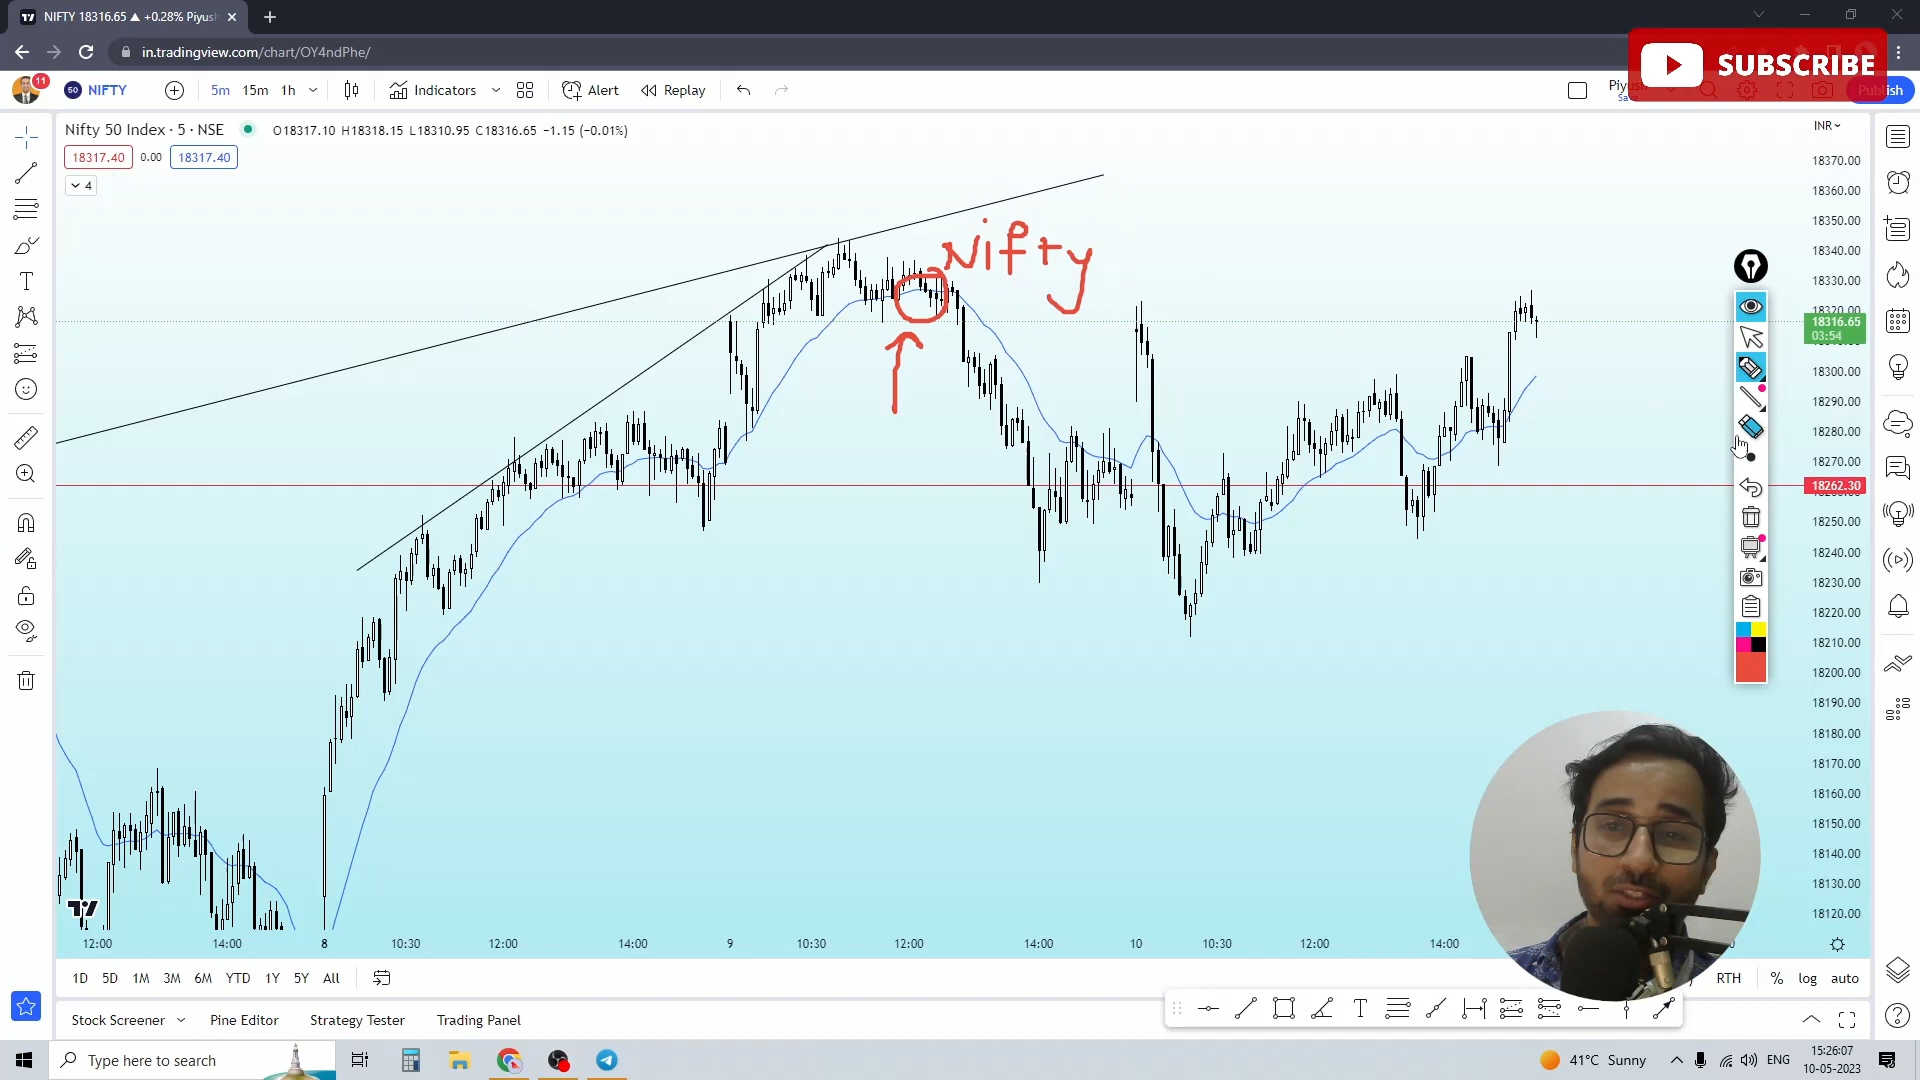 NIFTY 18316.65 ▲ +0.28% Piyus
in.tradingview.com/chart/OY4ndPhe/
SUBSCRIBE
11
50 NIFTY 5m 15m 1h Indicators Alert Replay
Piyush
Save
Publish
Nifty 50 Index · 5 · NSE O18317.10 H18318.15 L18310.95 C18316.65 −1.15 (−0.01%)
18317.40 0.00 18317.40
4
INR
Nifty
18370.00
18360.00
18350.00
18340.00
18330.00
18320.00
18316.65
03:54
18300.00
18290.00
18280.00
18270.00
18262.30
18250.00
18240.00
18230.00
18220.00
18210.00
18200.00
18190.00
18180.00
18170.00
18160.00
18150.00
18140.00
18130.00
18120.00
12:00 14:00 8 10:30 12:00 14:00 9 10:30 12:00 14:00 10 10:30 12:00 14:00
1D 5D 1M 3M 6M YTD 1Y 5Y All
RTH % log auto
Stock Screener Pine Editor Strategy Tester Trading Panel
Type here to search
41°C Sunny ENG
15:26:07
10-05-2023